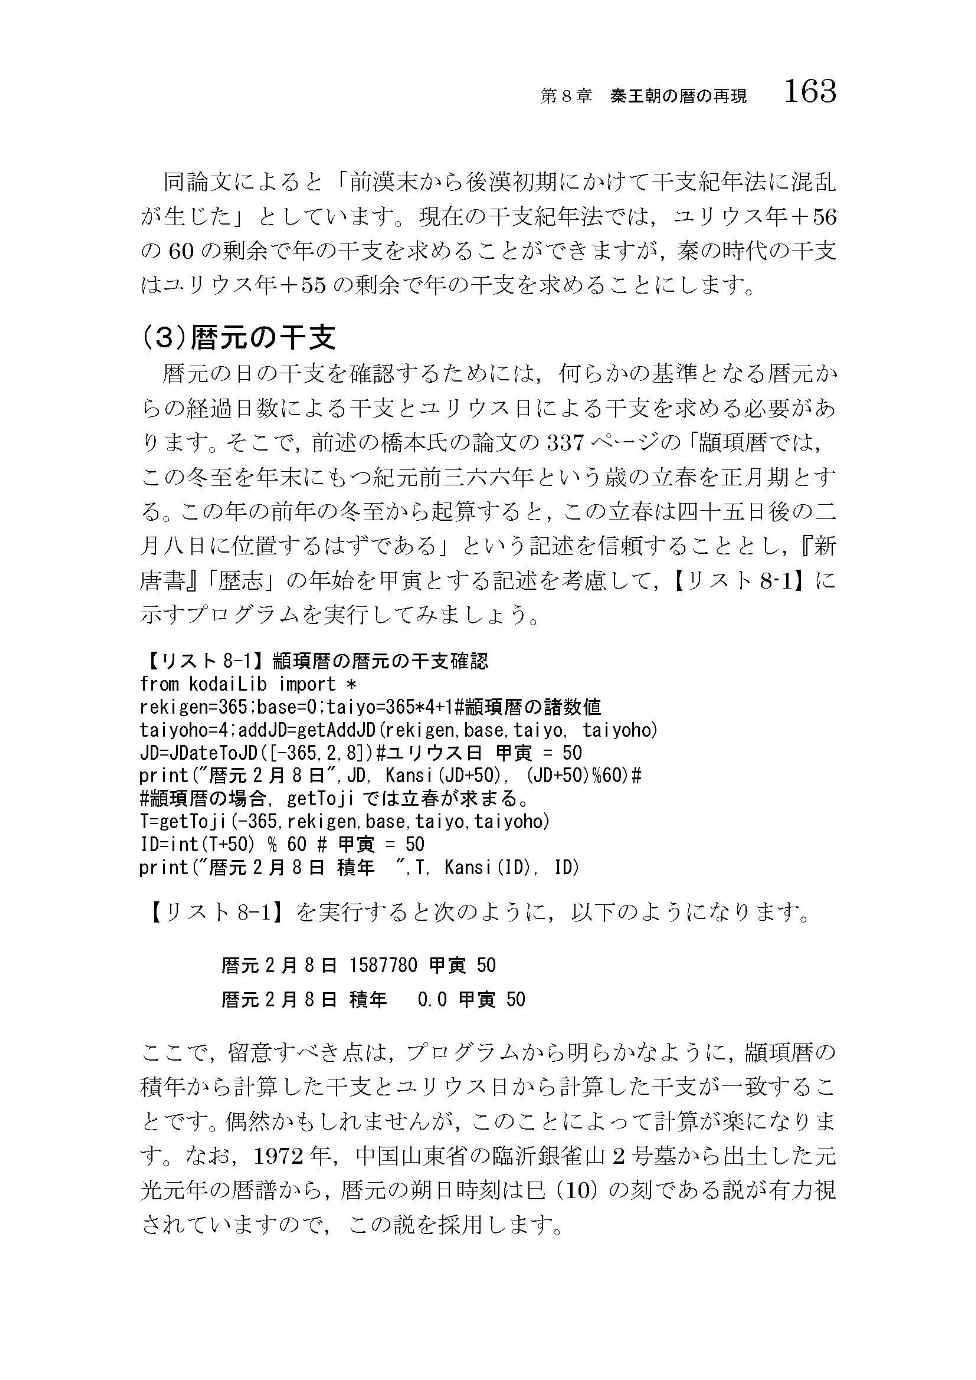 第8章　秦王朝の暦の再現　163
同論文によると「前漢末から後漢初期にかけて干支紀年法に混乱
が生じた」としています。現在の干支紀年法では，ユリウス年＋56
の 60 の剰余で年の干支を求めることができますが，秦の時代の干支
はユリウス年＋55 の剰余で年の干支を求めることにします。
(3)暦元の干支
暦元の日の干支を確認するためには，何らかの基準となる暦元か
らの経過日数による干支とユリウス日による干支を求める必要があ
ります。そこで，前述の橋本氏の論文の 337 ページの「顓頊暦では，
この冬至を年末にもつ紀元前三六六年という歳の立春を正月期とす
る。この年の前年の冬至から起算すると，この立春は四十五日後の二
月八日に位置するはずである」という記述を信頼することとし，『新
唐書』「歴志」の年始を甲寅とする記述を考慮して，【リスト 8-1】に
示すプログラムを実行してみましょう。
【リスト 8-1】顓頊暦の暦元の干支確認
from kodaiLib import *
rekigen=365;base=0;taiyo=365*4+1#顓頊暦の諸数値
taiyoho=4;addJD=getAddJD(rekigen,base,taiyo, taiyoho)
JD=JDateToJD([-365,2,8])#ユリウス日 甲寅 = 50
print("暦元２月８日",JD, Kansi(JD+50), (JD+50)%60)#
#顓頊暦の場合，getToji では立春が求まる。
T=getToji(-365,rekigen,base,taiyo,taiyoho)
ID=int(T+50) % 60 # 甲寅 = 50
print("暦元２月８日 積年　",T, Kansi(ID), ID)
【リスト 8-1】を実行すると次のように，以下のようになります。
暦元２月８日 1587780 甲寅 50
暦元２月８日 積年　 0.0 甲寅 50
ここで，留意すべき点は，プログラムから明らかなように，顓頊暦の
積年から計算した干支とユリウス日から計算した干支が一致するこ
とです。偶然かもしれませんが，このことによって計算が楽になりま
す。なお，1972 年，中国山東省の臨沂銀雀山 2 号墓から出土した元
光元年の暦譜から，暦元の朔日時刻は巳（10）の刻である説が有力視
されていますので，この説を採用します。